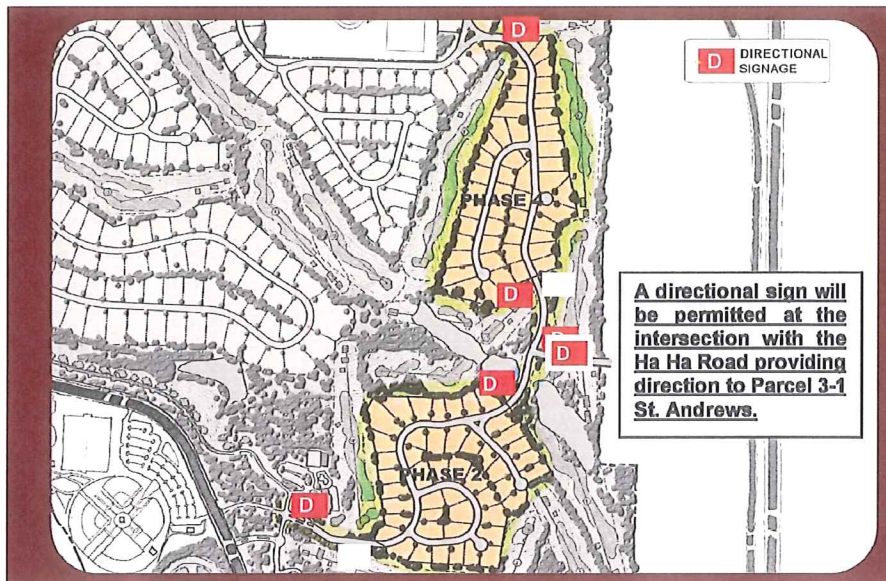 D
D DIRECTIONAL
SIGNAGE
PHASE 4
D
D
D
A directional sign will
be permitted at the
intersection with the
Ha Ha Road providing
direction to Parcel 3-1
St. Andrews.
PHASE 2
D